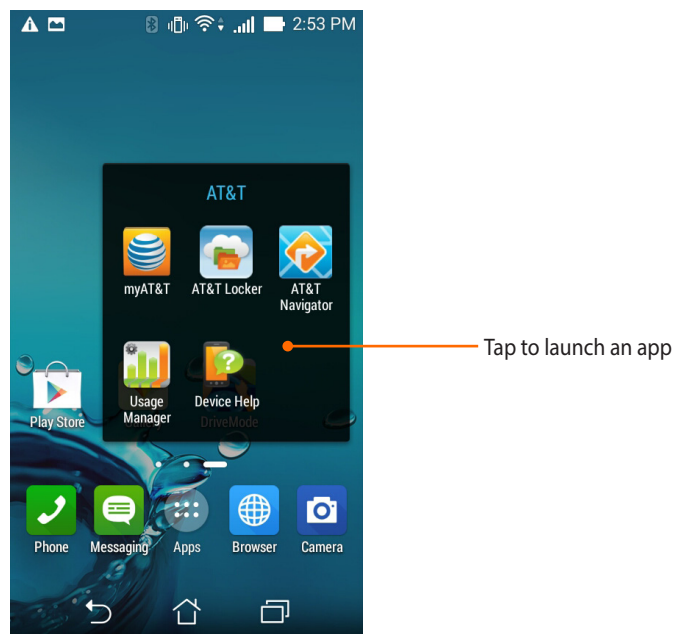 2:53 PM
AT&T
myAT&T
AT&T Locker
AT&T
Navigator
Tap to launch an app
Usage
Manager
Device Help
Play Store
DriveMode
Phone
Messaging
Apps
Browser
Camera